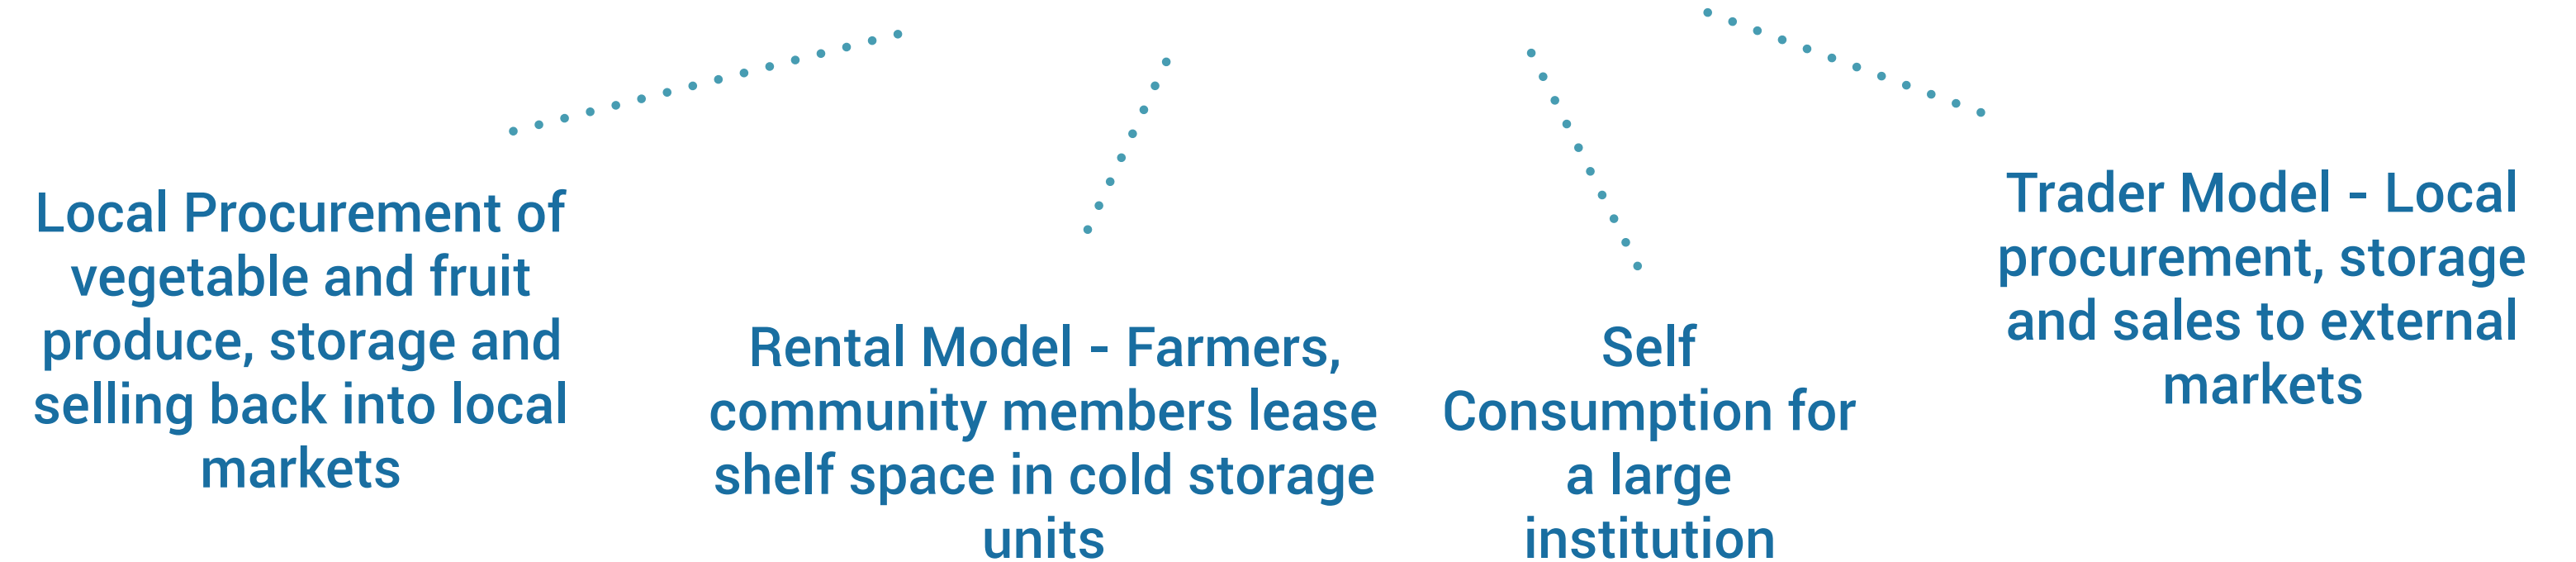 Local Procurement of
vegetable and fruit
produce, storage and
selling back into local
markets
Rental Model - Farmers,
community members lease
shelf space in cold storage
units
Self
Consumption for
a large
institution
Trader Model - Local
procurement, storage
and sales to external
markets